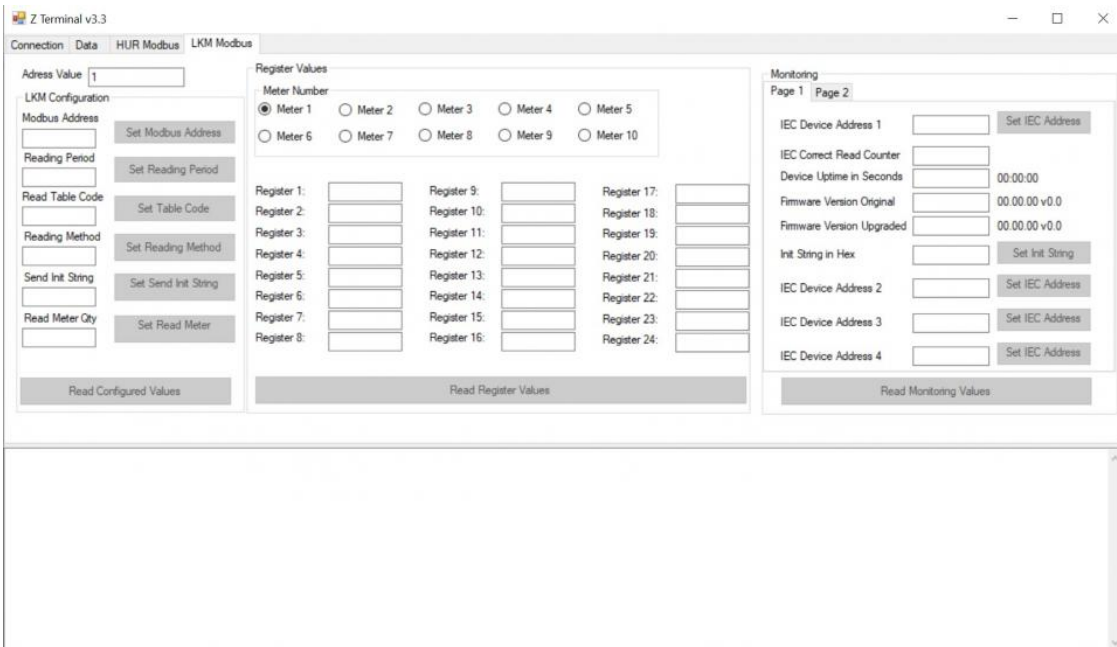 Z Terminal v3.3
Connection Data HUR Modbus LKM Modbus
Adress Value 1
LKM Configuration
Modbus Address
Set Modbus Address
Reading Period
Set Reading Period
Read Table Code
Set Table Code
Reading Method
Set Reading Method
Send Init String
Set Send Init String
Read Meter Qty
Set Read Meter
Read Configured Values
Register Values
Meter Number
Meter 1 Meter 2 Meter 3 Meter 4 Meter 5
Meter 6 Meter 7 Meter 8 Meter 9 Meter 10
Register 1: Register 9: Register 17:
Register 2: Register 10: Register 18:
Register 3: Register 11: Register 19:
Register 4: Register 12: Register 20:
Register 5: Register 13: Register 21:
Register 6: Register 14: Register 22:
Register 7: Register 15: Register 23:
Register 8: Register 16: Register 24:
Read Register Values
Monitoring
Page 1 Page 2
IEC Device Address 1 Set IEC Address
IEC Correct Read Counter
Device Uptime in Seconds 00:00:00
Firmware Version Original 00.00.00 v0.0
Firmware Version Upgraded 00.00.00 v0.0
Init String in Hex Set Init String
IEC Device Address 2 Set IEC Address
IEC Device Address 3 Set IEC Address
IEC Device Address 4 Set IEC Address
Read Monitoring Values